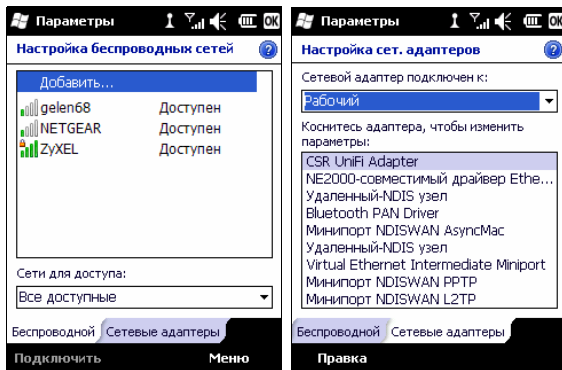 Параметры
OK
Настройка беспроводных сетей
?
Добавить...
gelen68 Доступен
NETGEAR Доступен
ZyXEL Доступен
Сети для доступа:
Все доступные
Беспроводной Сетевые адаптеры
Подключить Меню
Параметры
OK
Настройка сет. адаптеров
?
Сетевой адаптер подключен к:
Рабочий
Коснитесь адаптера, чтобы изменить
параметры:
CSR UniFi Adapter
NE2000-совместимый драйвер Ethe...
Удаленный-NDIS узел
Bluetooth PAN Driver
Минипорт NDISWAN AsyncMac
Удаленный-NDIS узел
Virtual Ethernet Intermediate Miniport
Минипорт NDISWAN PPTP
Минипорт NDISWAN L2TP
Беспроводной Сетевые адаптеры
Правка